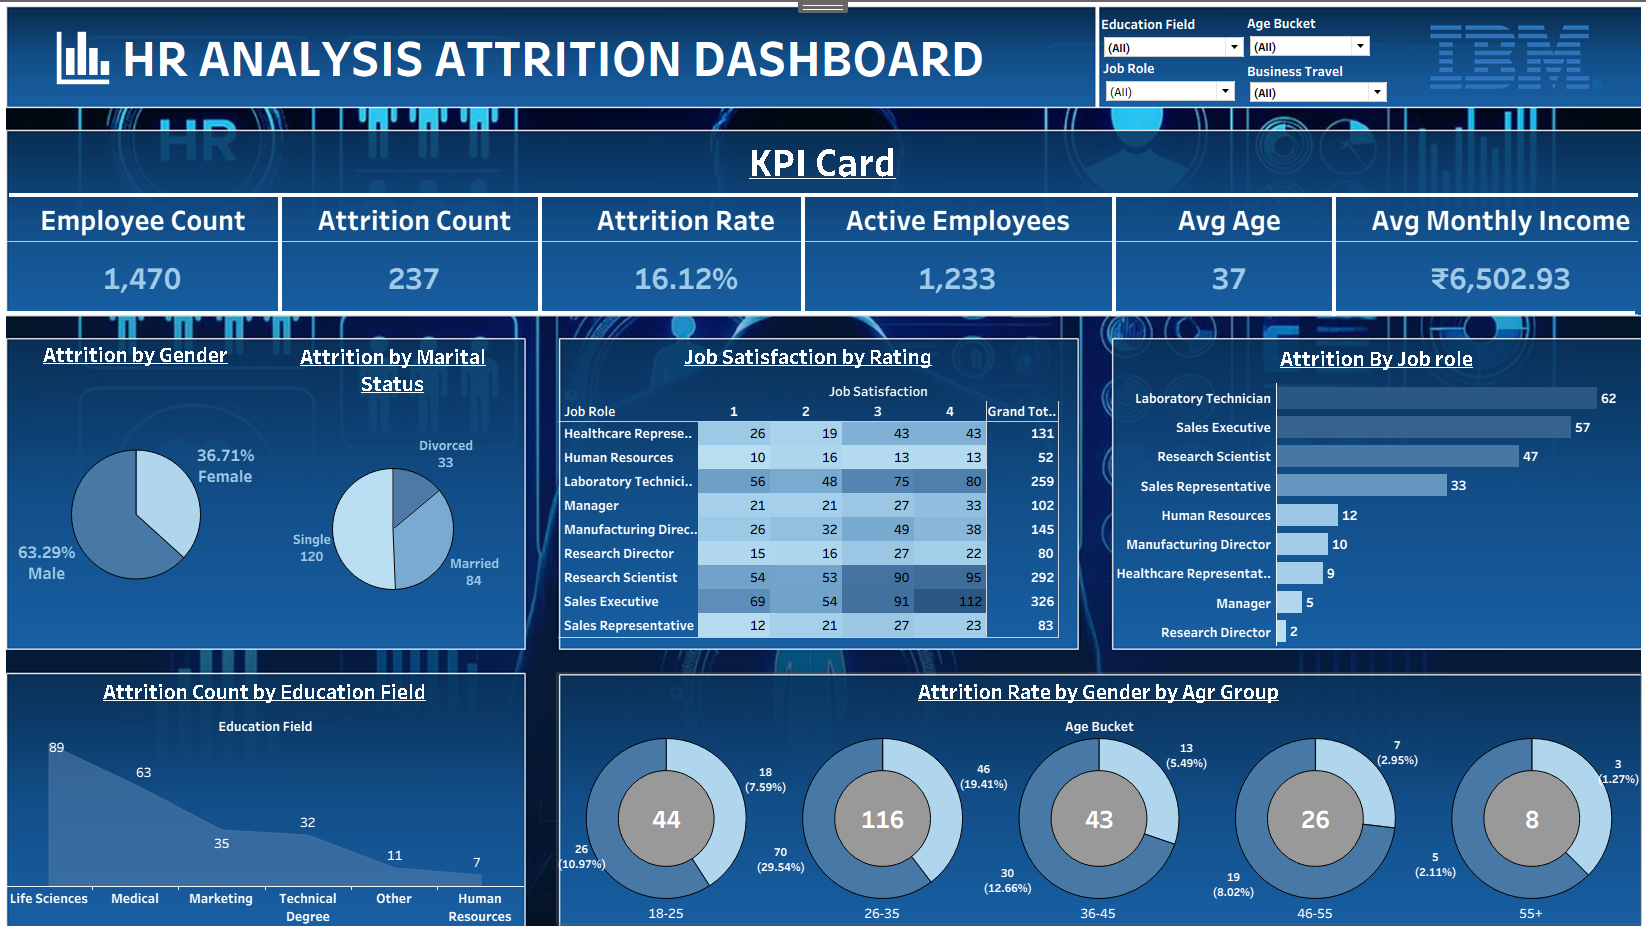 HR ANALYSIS ATTRITION DASHBOARD
Education Field
(All)
Age Bucket
(All)
Job Role
(All)
Business Travel
(All)
IBM
HR
KPI Card
Employee Count
1,470
Attrition Count
237
Attrition Rate
16.12%
Active Employees
1,233
Avg Age
37
Avg Monthly Income
₹6,502.93
Attrition by Gender
36.71%
Female
63.29%
Male
Attrition by Marital
Status
Divorced
33
Single
120
Married
84
Job Satisfaction by Rating
Job Satisfaction
Job Role 1 2 3 4 Grand Tot..
Healthcare Represe.. 26 19 43 43 131
Human Resources 10 16 13 13 52
Laboratory Technici.. 56 48 75 80 259
Manager 21 21 27 33 102
Manufacturing Direc.. 26 32 49 38 145
Research Director 15 16 27 22 80
Research Scientist 54 53 90 95 292
Sales Executive 69 54 91 112 326
Sales Representative 12 21 27 23 83
Attrition By Job role
Laboratory Technician 62
Sales Executive 57
Research Scientist 47
Sales Representative 33
Human Resources 12
Manufacturing Director 10
Healthcare Representat.. 9
Manager 5
Research Director 2
Attrition Count by Education Field
Education Field
89
63
35
32
11
7
Life Sciences
Medical
Marketing
Technical
Degree
Other
Human
Resources
Attrition Rate by Gender by Agr Group
Age Bucket
18
(7.59%)
44
26
(10.97%)
18-25
46
(19.41%)
116
70
(29.54%)
26-35
13
(5.49%)
43
30
(12.66%)
36-45
7
(2.95%)
26
19
(8.02%)
46-55
3
(1.27%)
8
5
(2.11%)
55+